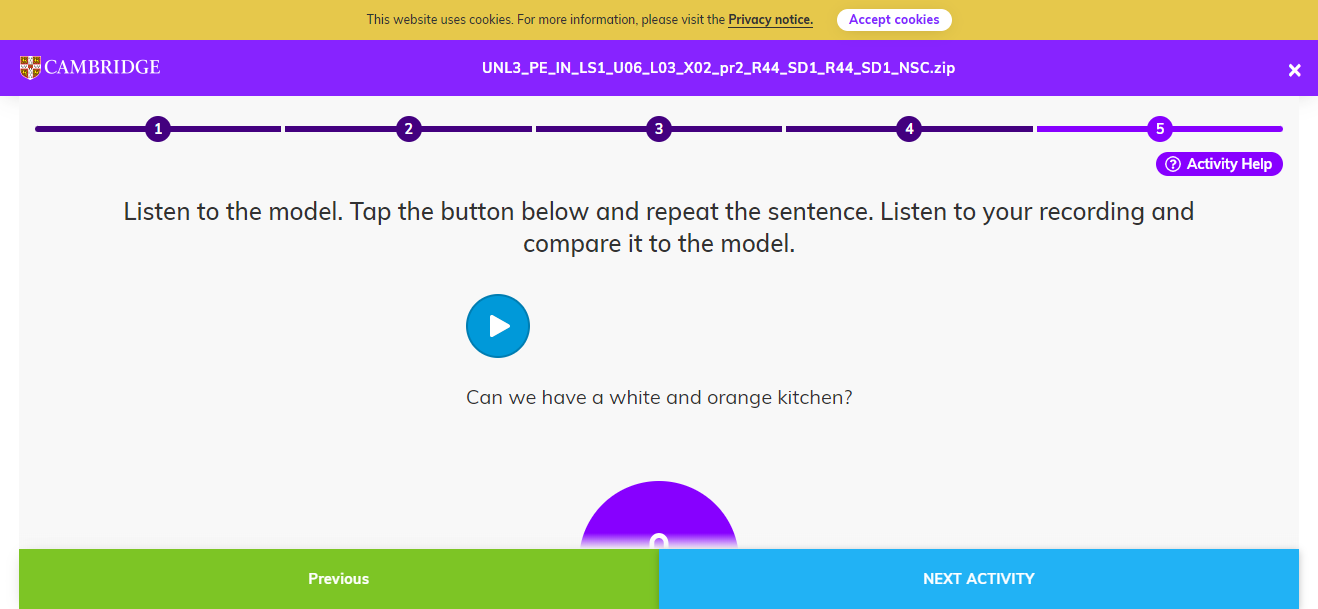 This website uses cookies. For more information, please visit the Privacy notice. Accept cookies
CAMBRIDGE UNL3_PE_IN_LS1_U06_L03_X02_pr2_R44_SD1_R44_SD1_NSC.zip ×
1 2 3 4 5
? Activity Help
Listen to the model. Tap the button below and repeat the sentence. Listen to your recording and
compare it to the model.
Can we have a white and orange kitchen?
Previous NEXT ACTIVITY